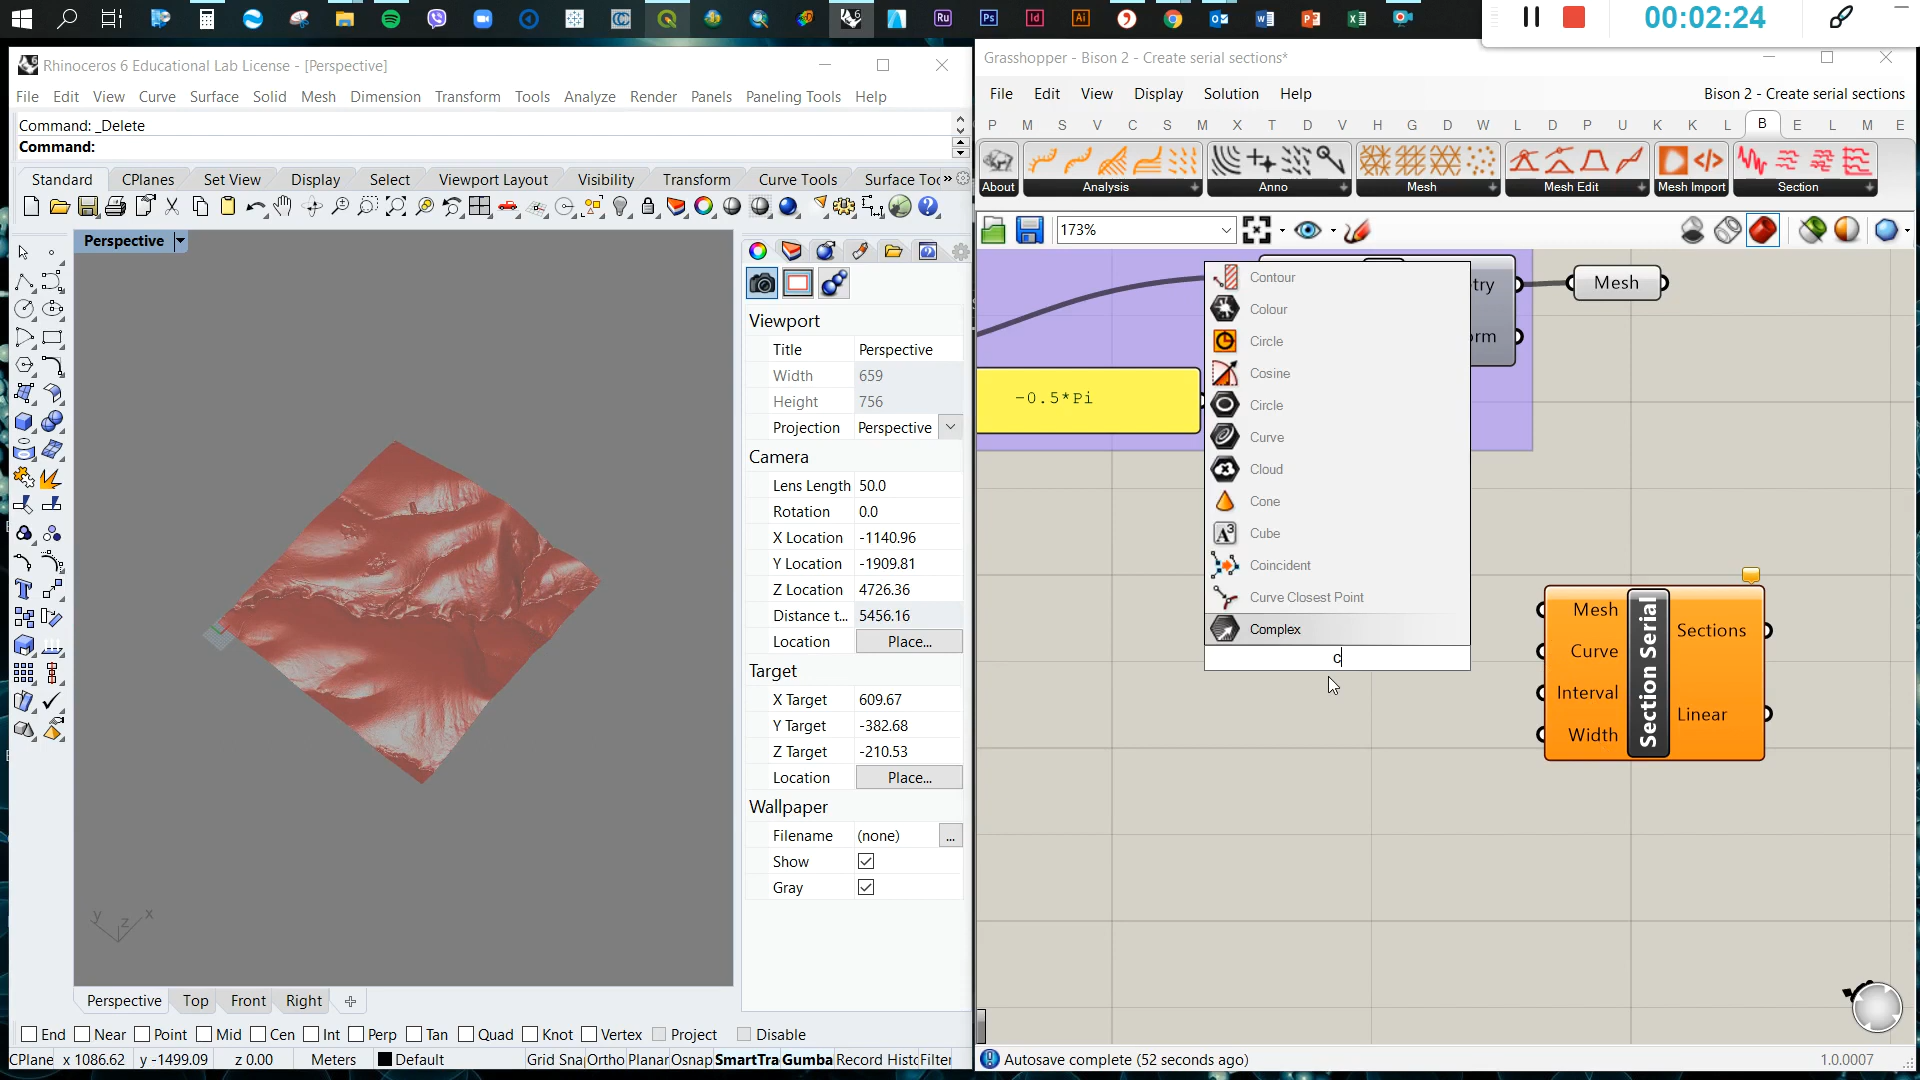 00:02:24
Rhinoceros 6 Educational Lab License - [Perspective]
File Edit View Curve Surface Solid Mesh Dimension Transform Tools Analyze Render Panels Paneling Tools Help
Command: _Delete
Command:
Standard CPlanes Set View Display Select Viewport Layout Visibility Transform Curve Tools Surface Toc »
Perspective
Viewport
Title Perspective
Width 659
Height 756
Projection Perspective
Camera
Lens Length 50.0
Rotation 0.0
X Location -1140.96
Y Location -1909.81
Z Location 4726.36
Distance t... 5456.16
Location Place...
Target
X Target 609.67
Y Target -382.68
Z Target -210.53
Location Place...
Wallpaper
Filename (none) ...
Show
Gray
y z x
Perspective Top Front Right
End Near Point Mid Cen Int Perp Tan Quad Knot Vertex Project Disable
CPlane x 1086.62 y -1499.09 z 0.00 Meters Default Grid Sna Ortho Planar Osnap SmartTra Gumba Record Histo Filter
Grasshopper - Bison 2 - Create serial sections*
File Edit View Display Solution Help Bison 2 - Create serial sections
P M S V C S M X T D V H G D W L D P U K K L B E L M E
About Analysis Anno Mesh Mesh Edit Mesh Import Section
173%
Contour
Colour
Circle
Cosine
Circle
Curve
Cloud
Cone
Cube
Coincident
Curve Closest Point
Complex
c
try
rm
Mesh
-0.5*Pi
Mesh
Curve
Interval
Width
Section Serial
Sections
Linear
Autosave complete (52 seconds ago) 1.0.0007